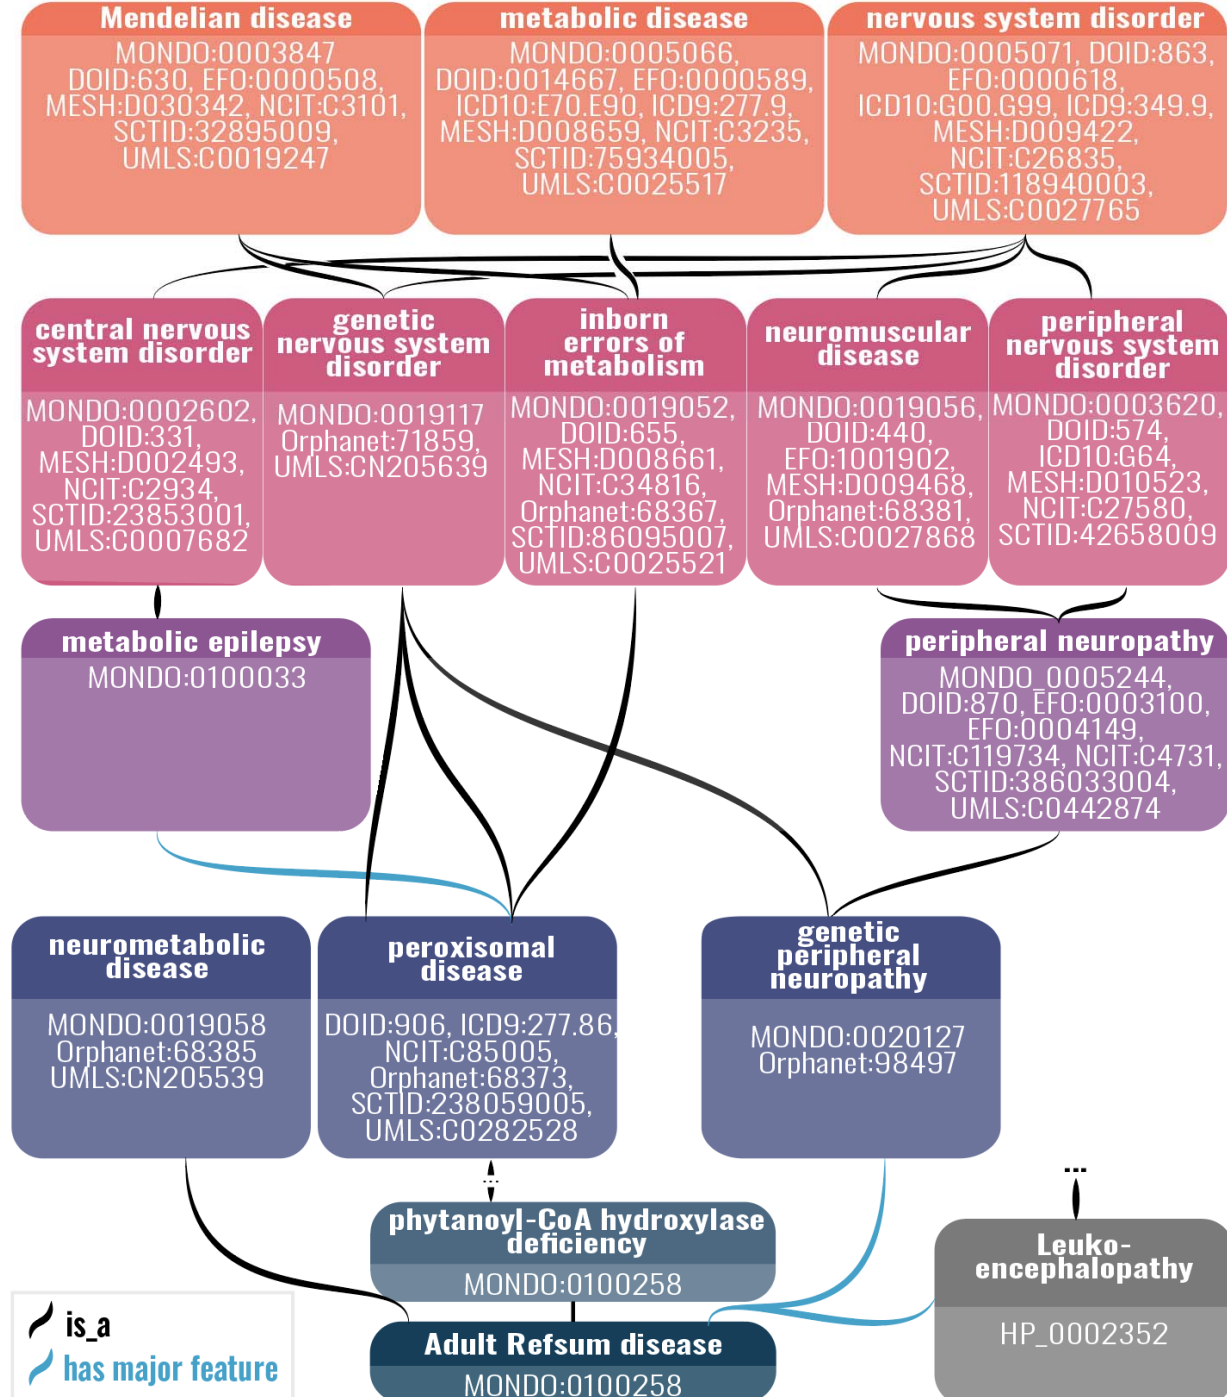 Mendelian disease
MONDO:0003847
DOID:630, EFO:0000508,
MESH:D030342, NCIT:C3101,
SCTID:32895009,
UMLS:C0019247
metabolic disease
MONDO:0005066,
DOID:0014667, EFO:0000589,
ICD10:E70.E90, ICD9:277.9,
MESH:D008659, NCIT:C3235,
SCTID:75934005,
UMLS:C0025517
nervous system disorder
MONDO:0005071, DOID:863,
EFO:0000618,
ICD10:G00.G99, ICD9:349.9,
MESH:D009422,
NCIT:C26835,
SCTID:118940003,
UMLS:C0027765
central nervous
system disorder
MONDO:0002602,
DOID:331,
MESH:D002493,
NCIT:C2934,
SCTID:23853001,
UMLS:C0007682
genetic
nervous system
disorder
MONDO:0019117
Orphanet:71859,
UMLS:CN205639
inborn
errors of
metabolism
MONDO:0019052,
DOID:655,
MESH:D008661,
NCIT:C34816,
Orphanet:68367,
SCTID:86095007,
UMLS:C0025521
neuromuscular
disease
MONDO:0019056,
DOID:440,
EFO:1001902,
MESH:D009468,
Orphanet:68381,
UMLS:C0027868
peripheral
nervous system
disorder
MONDO:0003620,
DOID:574,
ICD10:G64,
MESH:D010523,
NCIT:C27580,
SCTID:42658009
metabolic epilepsy
MONDO:0100033
peripheral neuropathy
MONDO_0005244,
DOID:870, EFO:0003100,
EFO:0004149,
NCIT:C119734, NCIT:C4731,
SCTID:386033004,
UMLS:C0442874
neurometabolic
disease
MONDO:0019058
Orphanet:68385
UMLS:CN205539
peroxisomal
disease
DOID:906, ICD9:277.86,
NCIT:C85005,
Orphanet:68373,
SCTID:238059005,
UMLS:C0282528
genetic
peripheral
neuropathy
MONDO:0020127
Orphanet:98497
...
...
phytanoyl-CoA hydroxylase
deficiency
MONDO:0100258
Leuko-
encephalopathy
HP_0002352
Adult Refsum disease
MONDO:0100258
is_a
has major feature